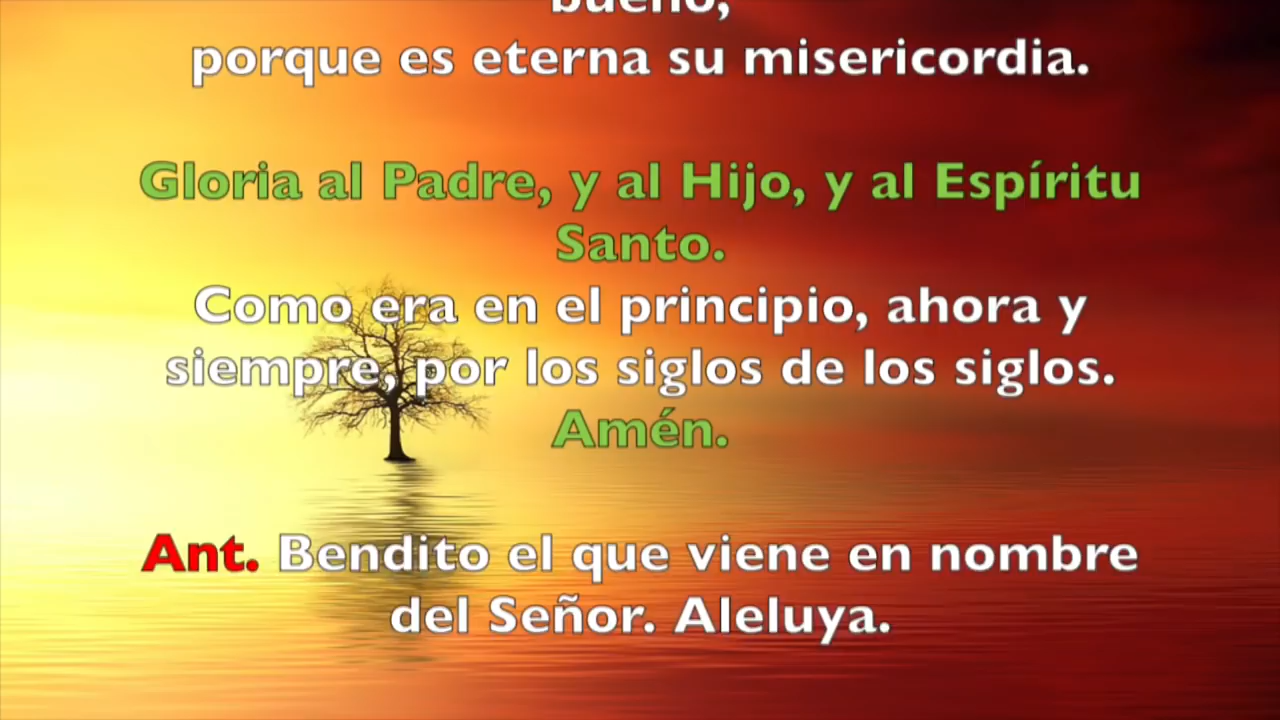 bueno,
porque es eterna su misericordia.
Gloria al Padre, y al Hijo, y al Espíritu
Santo.
Como era en el principio, ahora y
siempre, por los siglos de los siglos.
Amén.
Ant. Bendito el que viene en nombre
del Señor. Aleluya.